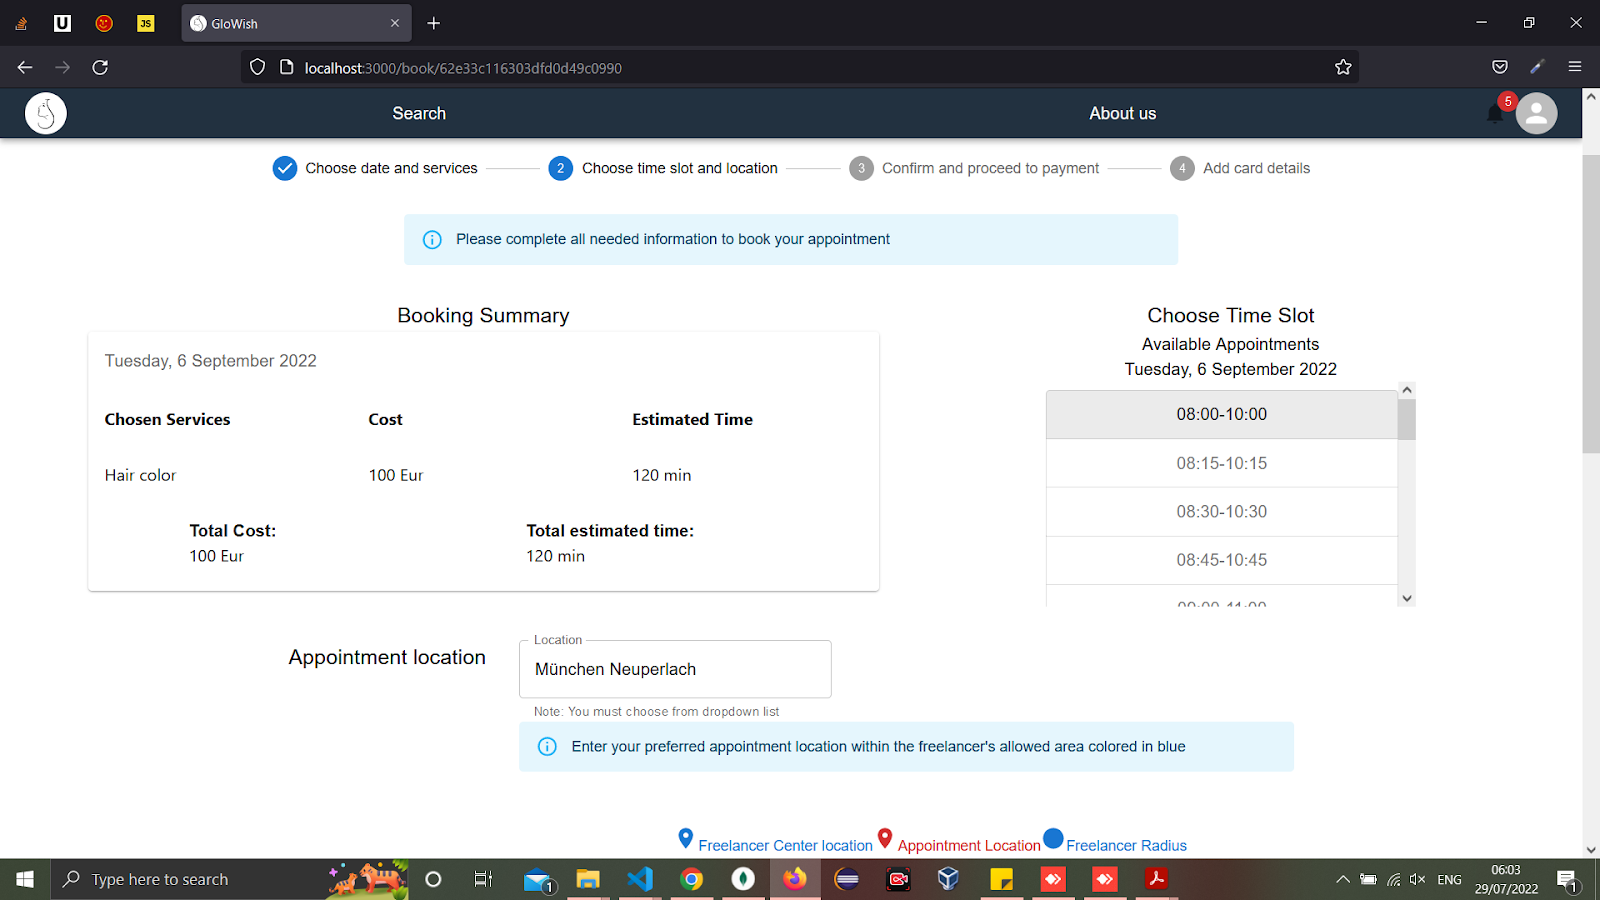 U
JS
GloWish
localhost:3000/book/62e33c116303dfd0d49c0990
Search
About us
5
Choose date and services
2 Choose time slot and location
3 Confirm and proceed to payment
4 Add card details
Please complete all needed information to book your appointment
Booking Summary
Tuesday, 6 September 2022
Chosen Services Cost Estimated Time
Hair color 100 Eur 120 min
Total Cost: Total estimated time:
100 Eur 120 min
Choose Time Slot
Available Appointments
Tuesday, 6 September 2022
08:00-10:00
08:15-10:15
08:30-10:30
08:45-10:45
09:00-11:00
Appointment location
Location
München Neuperlach
Note: You must choose from dropdown list
Enter your preferred appointment location within the freelancer's allowed area colored in blue
Freelancer Center location Appointment Location Freelancer Radius
Type here to search
1
ENG
06:03
29/07/2022
1